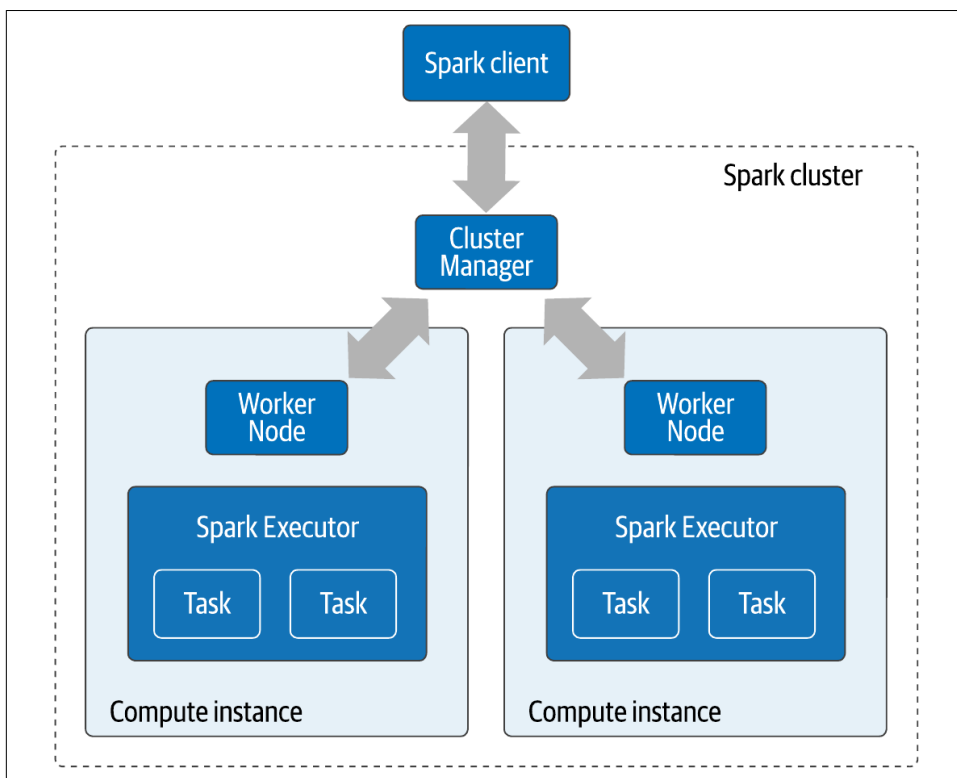 Spark client
Spark cluster
Cluster
Manager
Worker
Node
Worker
Node
Spark Executor
Spark Executor
Task
Task
Task
Task
Compute instance
Compute instance